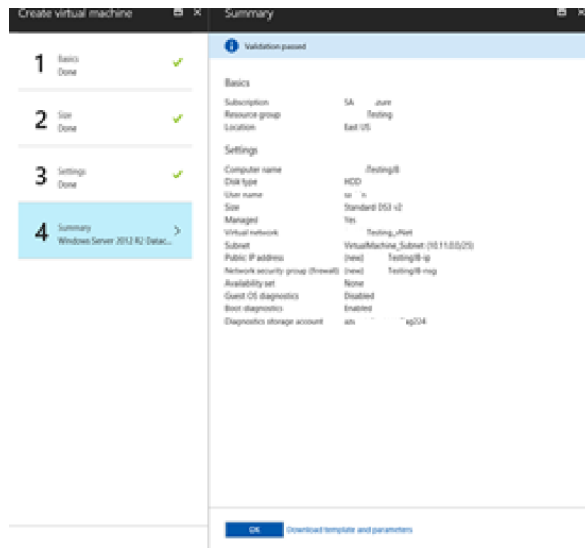 Create virtual machine
1 Basics
Done
2 Size
Done
3 Settings
Done
4 Summary
Windows Server 2012 R2 Datac...
Summary
Validation passed
Basics
Subscription SA zure
Resource group Testing
Location East US
Settings
Computer name Testing
Disk type HDD
User name
Size Standard DS3 v2
Managed Yes
Virtual network Testing_vNet
Subnet VirtualMachine_Subnet (10.11.0.0/25)
Public IP address (new)
Network security group (firewall) (new)
Availability set None
Guest OS diagnostics Disabled
Boot diagnostics Enabled
Diagnostics storage account
OK Download template and parameters